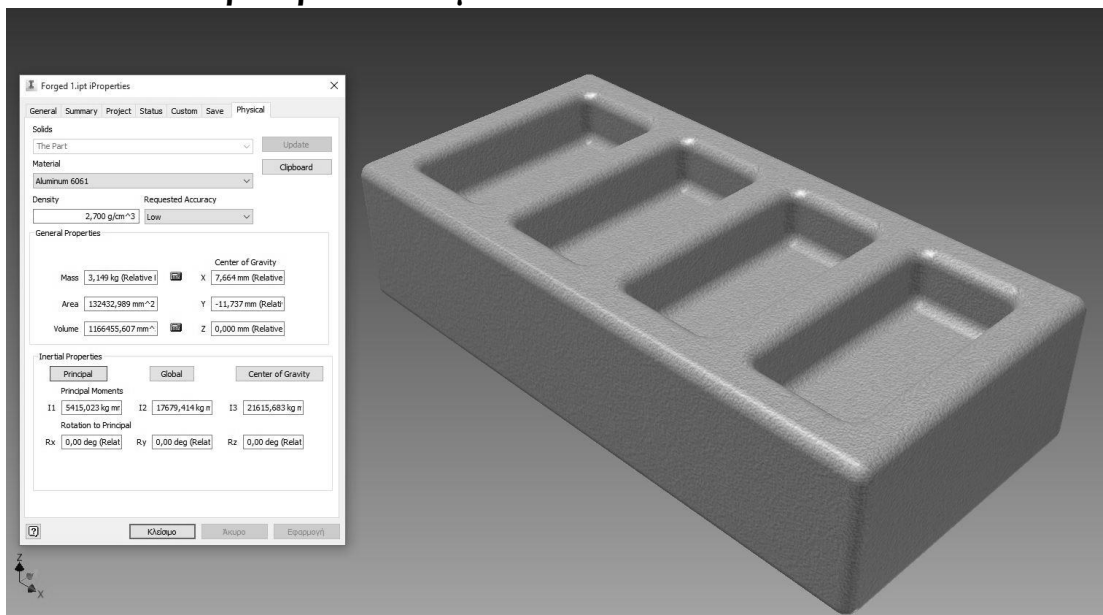 Forged 1.ipt iProperties
General Summary Project Status Custom Save Physical
Solids
The Part
Update
Material
Clipboard
Aluminum 6061
Density Requested Accuracy
2,700 g/cm^3 Low
General Properties
Center of Gravity
Mass 3,149 kg (Relative X 7,664 mm (Relative
Area 132432,989 mm^2 Y -11,737 mm (Relati
Volume 1166455,607 mm^ Z 0,000 mm (Relative
Inertial Properties
Principal Global Center of Gravity
Principal Moments
I1 5415,023 kg I2 17679,414 kg I3 21615,683 kg
Rotation to Principal
Rx 0,00 deg (Relat Ry 0,00 deg (Relat Rz 0,00 deg (Relat
Κλείσιμο Άκυρο Εφαρμογή
Z
X